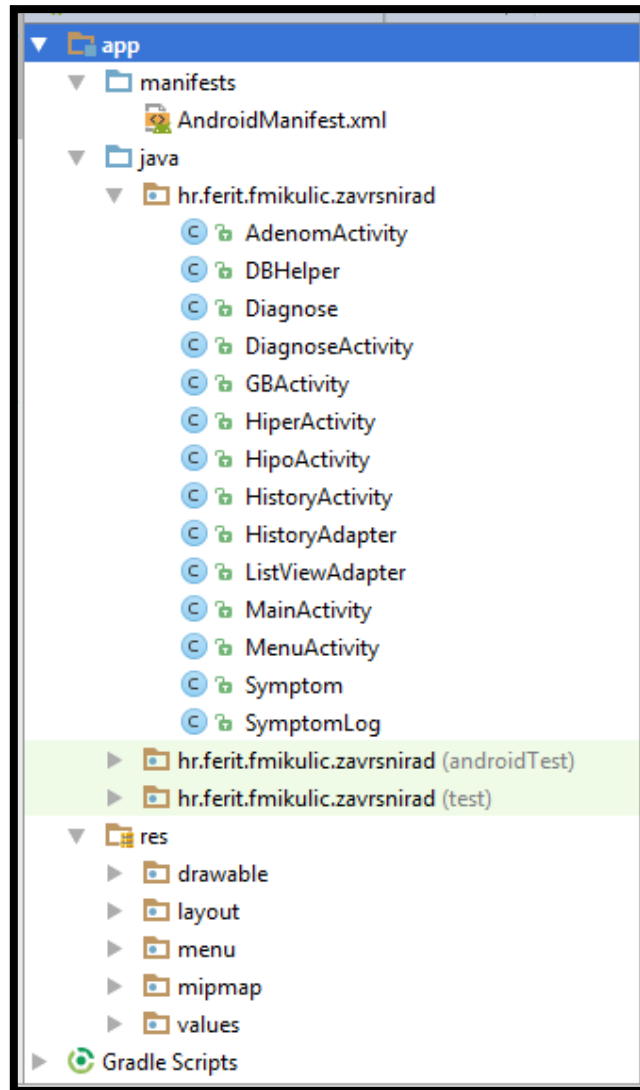 app
manifests
AndroidManifest.xml
java
hr.ferit.fmikulic.zavrsnirad
AdenomActivity
DBHelper
Diagnose
DiagnoseActivity
GBActivity
HiperActivity
HipoActivity
HistoryActivity
HistoryAdapter
ListViewAdapter
MainActivity
MenuActivity
Symptom
SymptomLog
hr.ferit.fmikulic.zavrsnirad (androidTest)
hr.ferit.fmikulic.zavrsnirad (test)
res
drawable
layout
menu
mipmap
values
Gradle Scripts